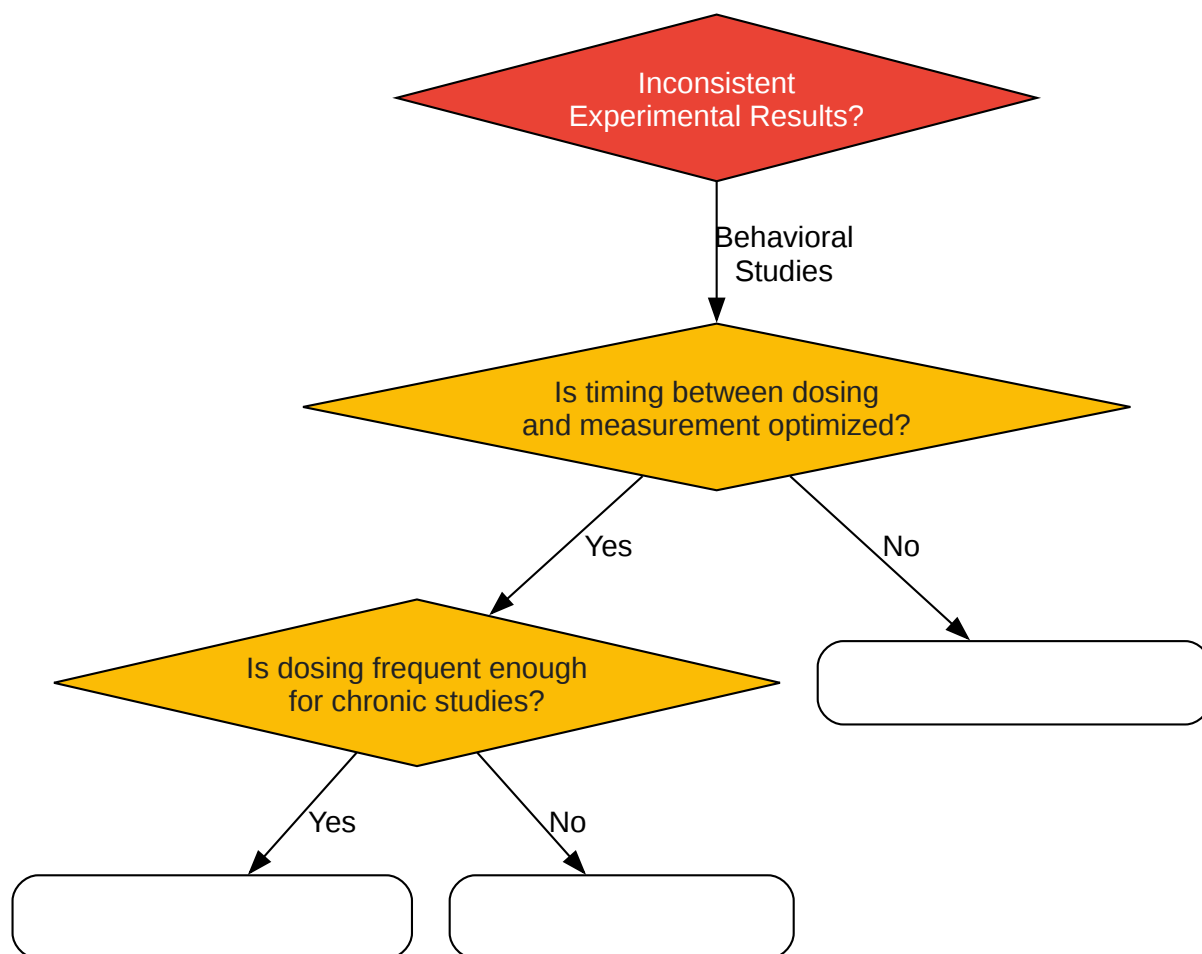 Inconsistent
Experimental Results?
Behavioral
Studies
Is timing between dosing
and measurement optimized?
Yes
No
Is dosing frequent enough
for chronic studies?
Yes
No